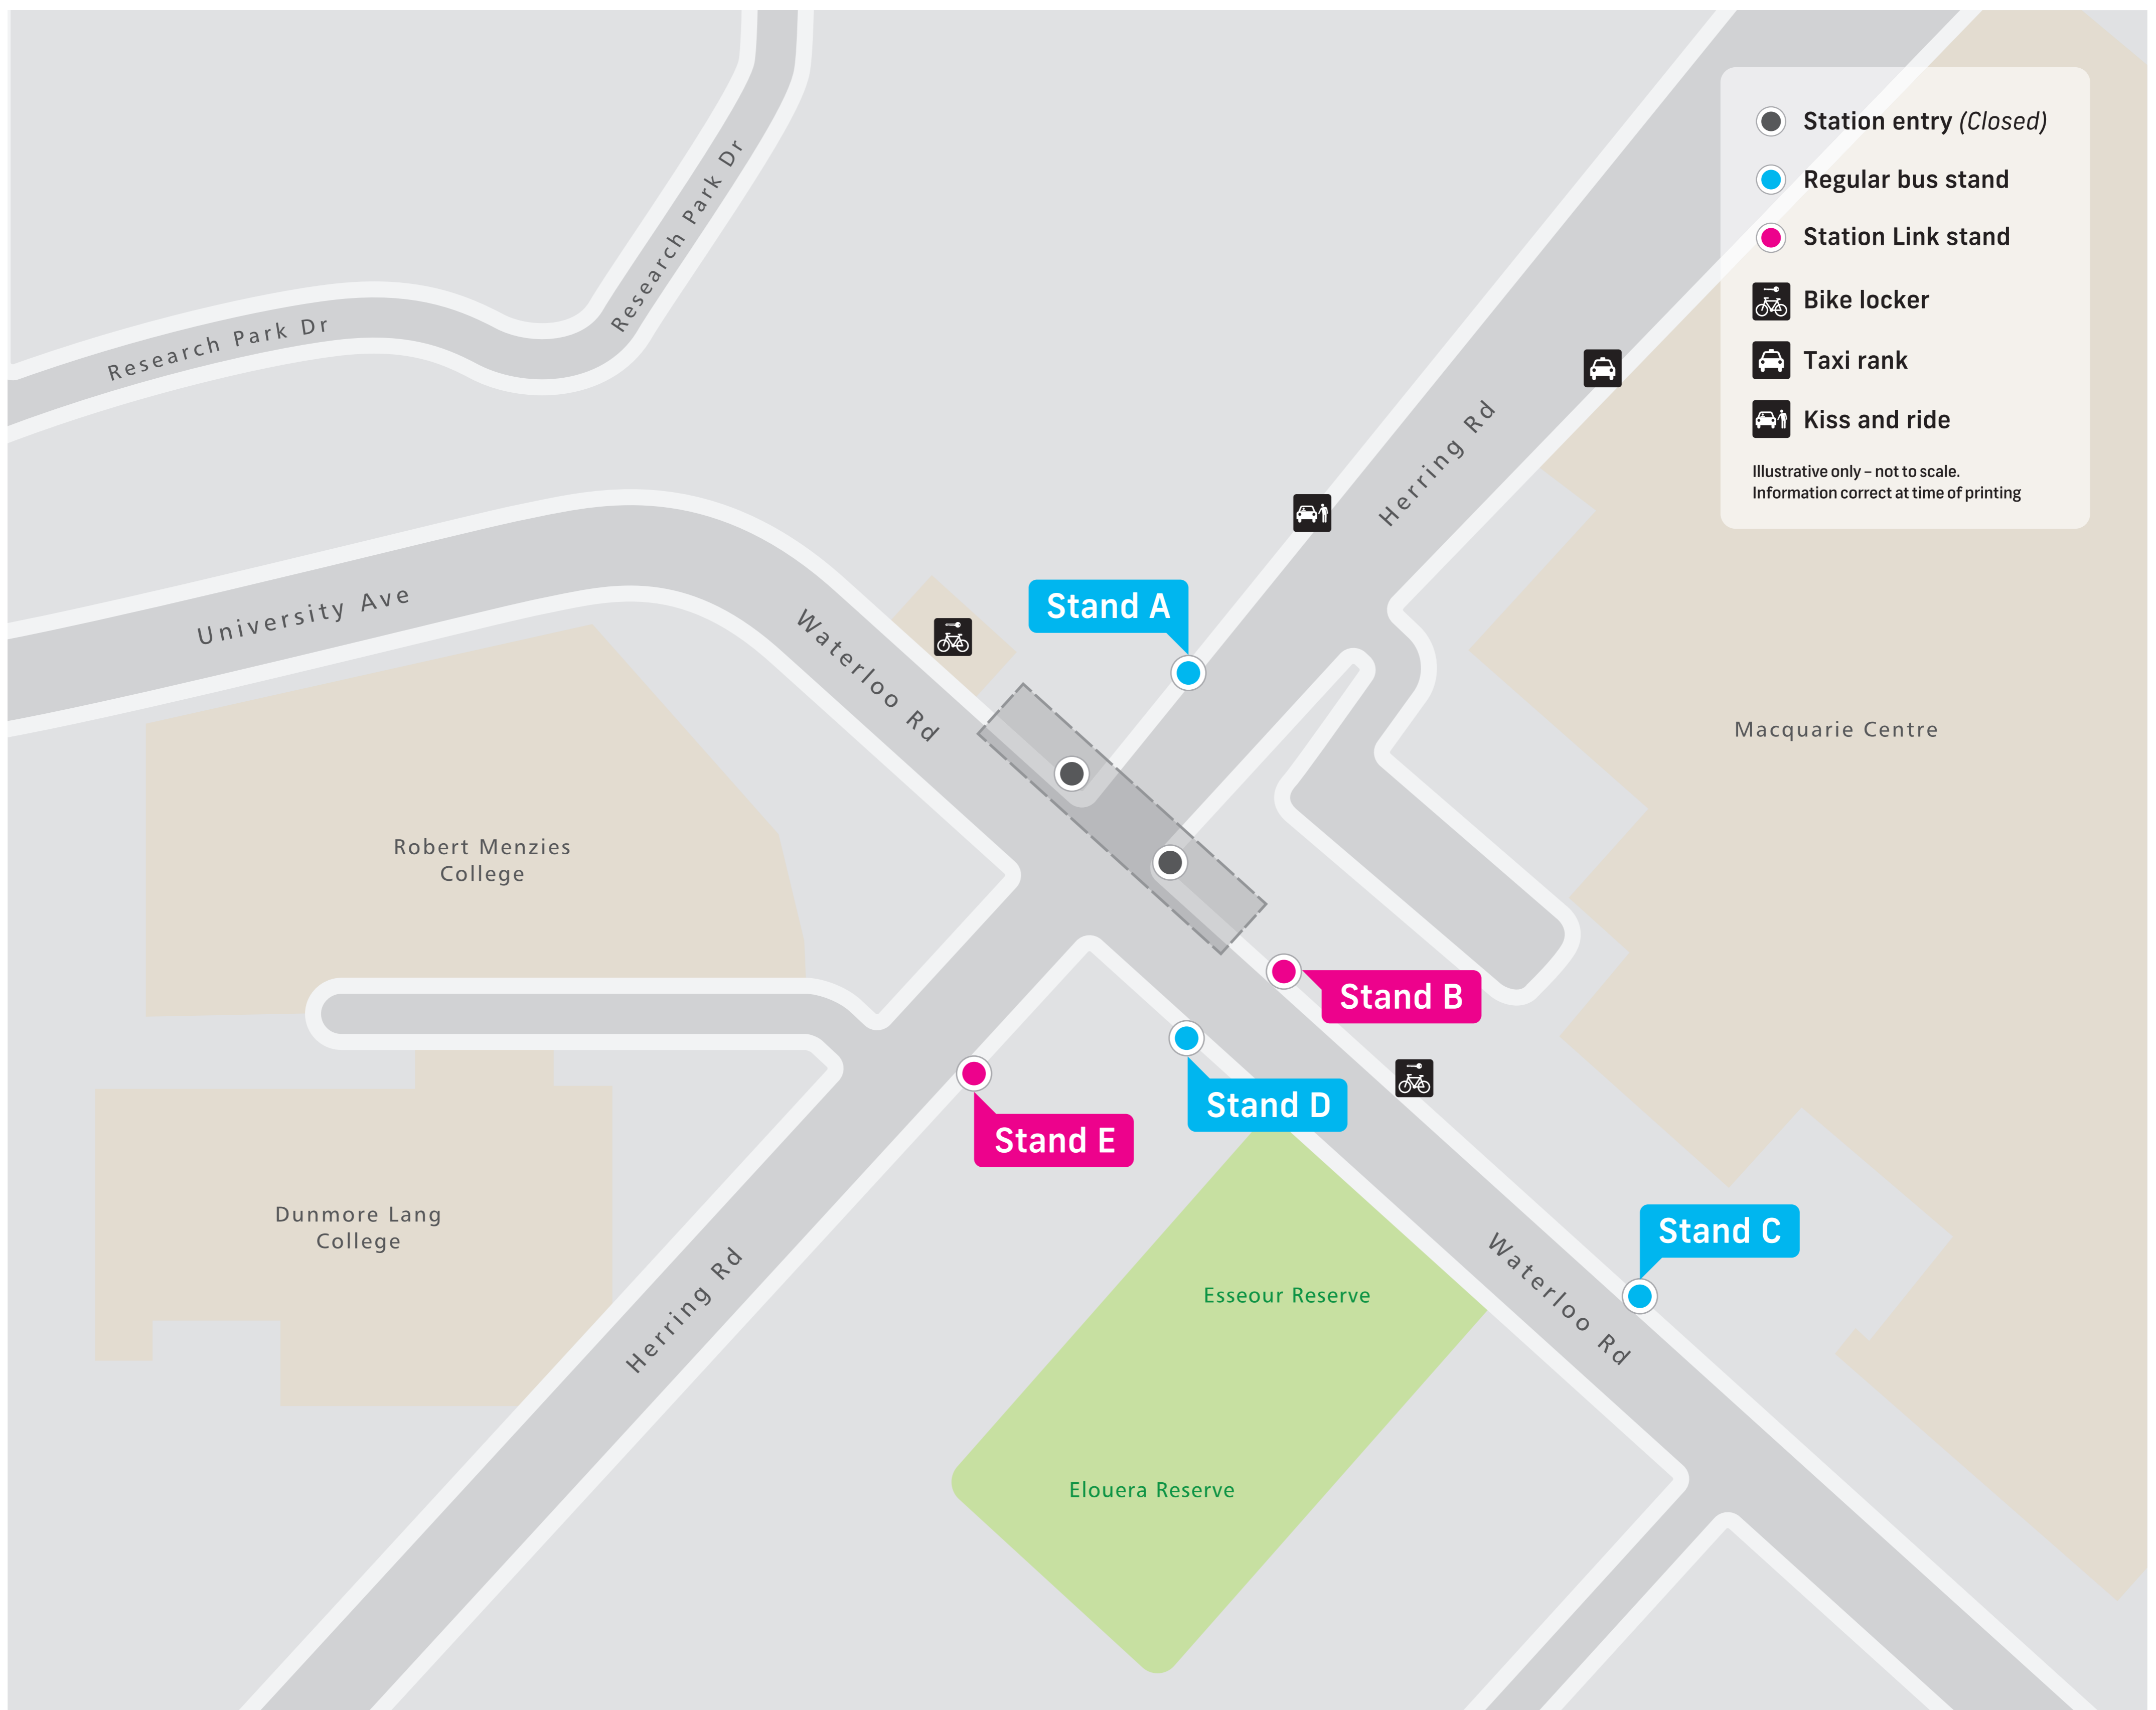 Station entry (Closed)
Regular bus stand
Station Link stand
Bike locker
Taxi rank
Kiss and ride
Illustrative only – not to scale.
Information correct at time of printing
Research Park Dr
Research Park Dr
Herring Rd
University Ave
Waterloo Rd
Stand A
Macquarie Centre
Robert Menzies
College
Stand B
Stand D
Stand E
Dunmore Lang
College
Stand C
Herring Rd
Esseour Reserve
Waterloo Rd
Elouera Reserve